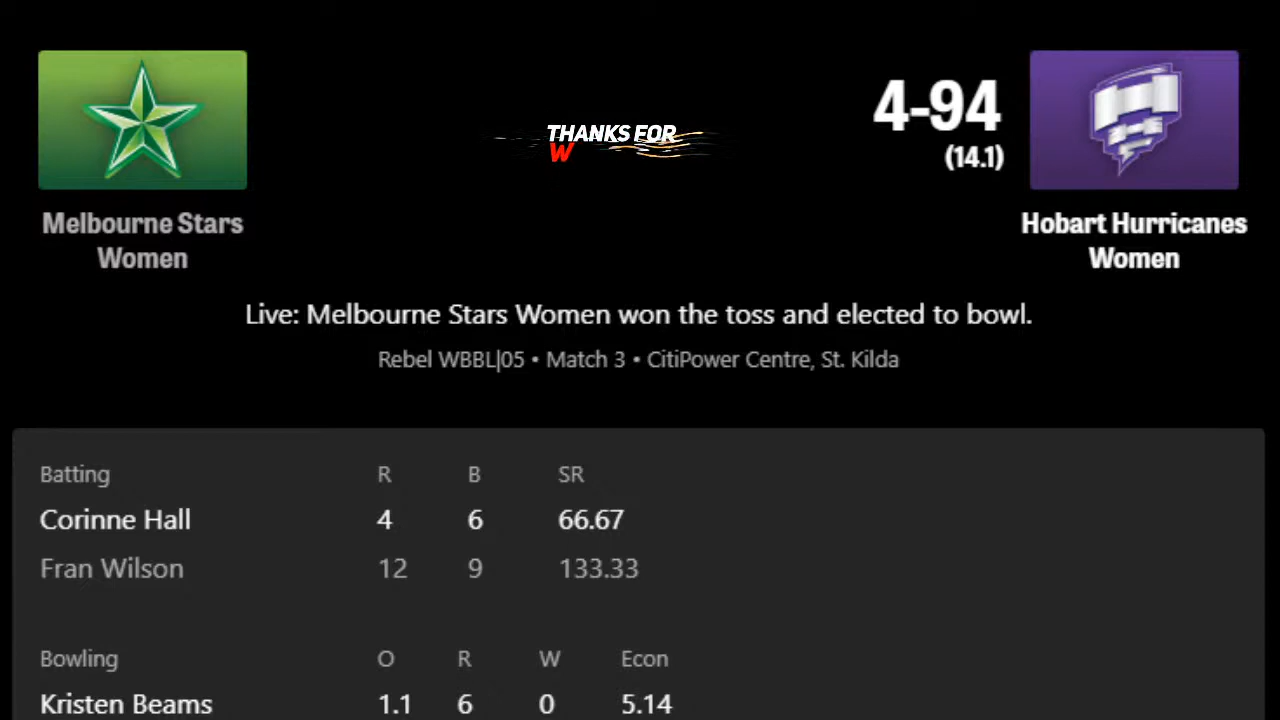 4-94
(14.1)
THANKS FOR
W
Melbourne Stars
Women
Hobart Hurricanes
Women
Live: Melbourne Stars Women won the toss and elected to bowl.
Rebel WBBL|05 • Match 3 • CitiPower Centre, St. Kilda
Batting R B SR
Corinne Hall 4 6 66.67
Fran Wilson 12 9 133.33
Bowling O R W Econ
Kristen Beams 1.1 6 0 5.14